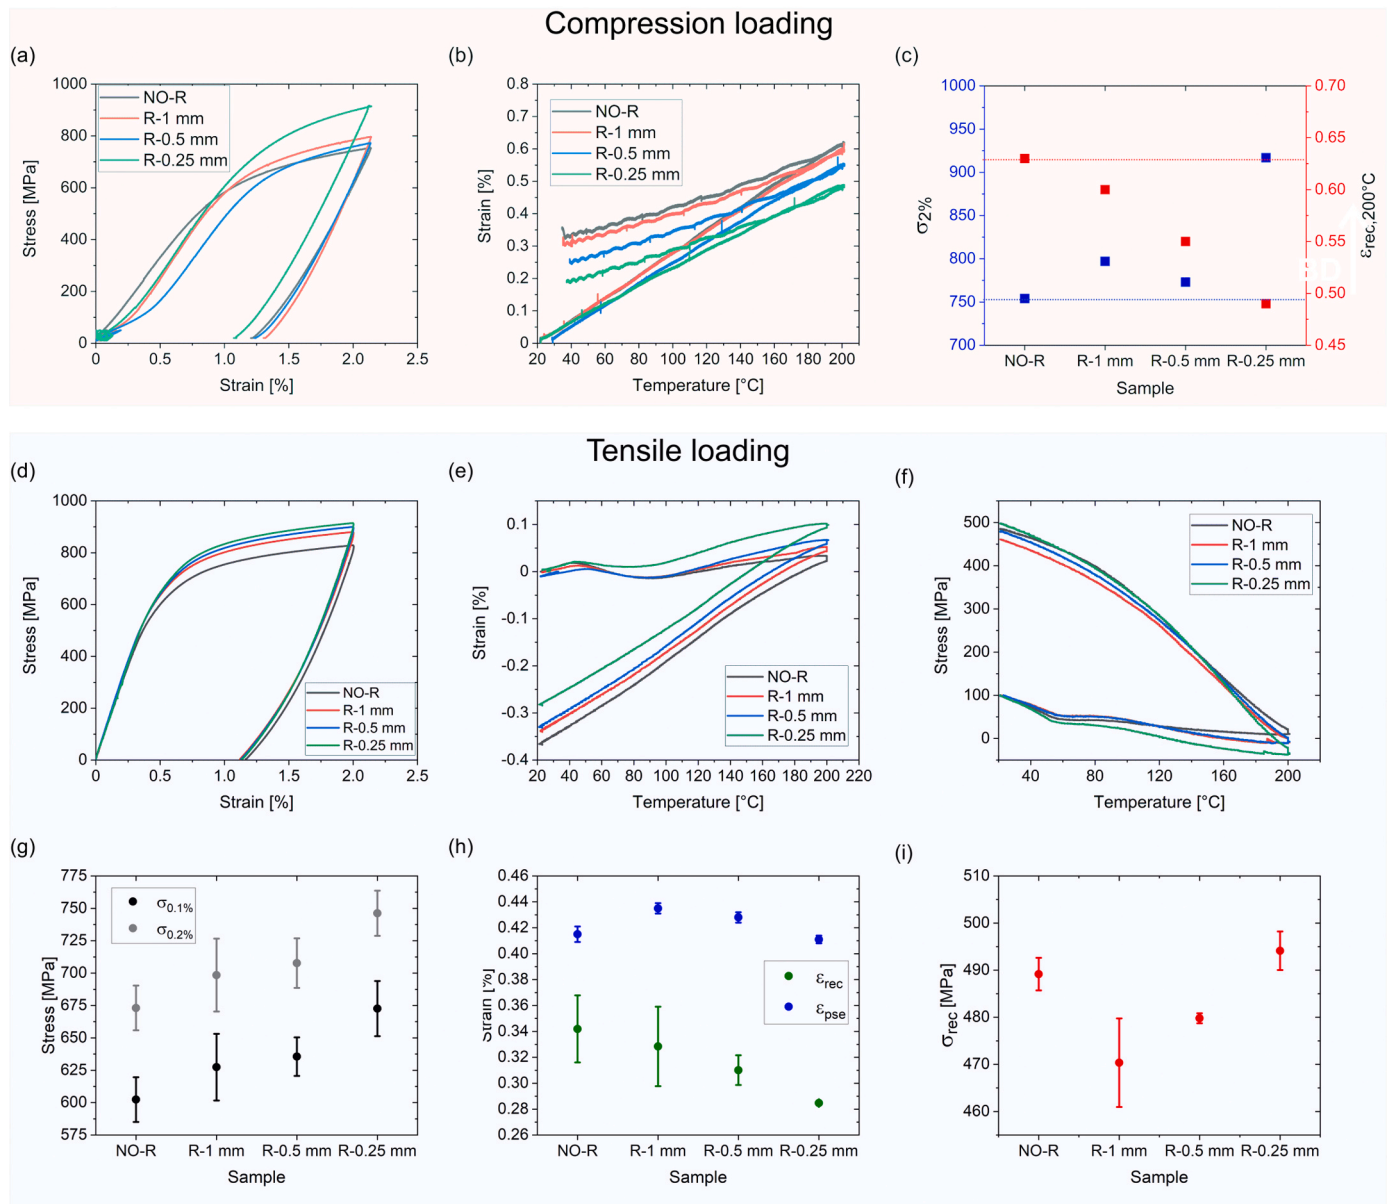 Compression loading
(a)
(b)
(c)
1000
800
600
400
200
0
Stress [MPa]
NO-R
R-1 mm
R-0.5 mm
R-0.25 mm
0
0.5
1.0
1.5
2.0
2.5
Strain [%]
0.8
0.7
0.6
0.5
0.4
0.3
0.2
0.1
0
Strain [%]
NO-R
R-1 mm
R-0.5 mm
R-0.25 mm
20
40
60
80
100
120
140
160
180
200
Temperature [°C]
1000
950
900
850
800
750
700
σ2%
0.70
0.65
0.60
0.55
0.50
0.45
εrec,200°C
BD
NO-R
R-1 mm
R-0.5 mm
R-0.25 mm
Sample
Tensile loading
(d)
(e)
(f)
1000
800
600
400
200
0
Stress [MPa]
NO-R
R-1 mm
R-0.5 mm
R-0.25 mm
0
0.5
1.0
1.5
2.0
2.5
Strain [%]
0.1
0
-0.1
-0.2
-0.3
-0.4
Strain [%]
NO-R
R-1 mm
R-0.5 mm
R-0.25 mm
20
40
60
80
100
120
140
160
180
200
220
Temperature [°C]
500
400
300
200
100
0
Stress [MPa]
NO-R
R-1 mm
R-0.5 mm
R-0.25 mm
40
80
120
160
200
Temperature [°C]
(g)
(h)
(i)
775
750
725
700
675
650
625
600
575
Stress [MPa]
σ0.1%
σ0.2%
NO-R
R-1 mm
R-0.5 mm
R-0.25 mm
Sample
0.46
0.44
0.42
0.40
0.38
0.36
0.34
0.32
0.30
0.28
0.26
Strain [%]
εrec
εpse
NO-R
R-1 mm
R-0.5 mm
R-0.25 mm
Sample
510
500
490
480
470
460
σrec [MPa]
NO-R
R-1 mm
R-0.5 mm
R-0.25 mm
Sample